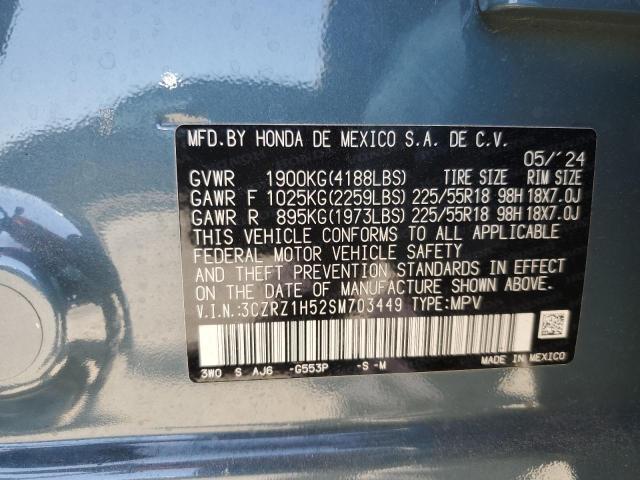 MFD.BY HONDA DE MEXICO S.A. DE C.V.
05/'24
GVWR 1900KG(4188LBS) TIRE SIZE RIM SIZE
GAWR F 1025KG(2259LBS) 225/55R18 98H 18X7.0J
GAWR R 895KG(1973LBS) 225/55R18 98H 18X7.0J
THIS VEHICLE CONFORMS TO ALL APPLICABLE
FEDERAL MOTOR VEHICLE SAFETY
AND THEFT PREVENTION STANDARDS IN EFFECT
ON THE DATE OF MANUFACTURE SHOWN ABOVE.
V.I.N.:3CZRZ1H52SM703449 TYPE:MPV
MADE IN MEXICO
3W0 S AJ6 -G553P -S -M